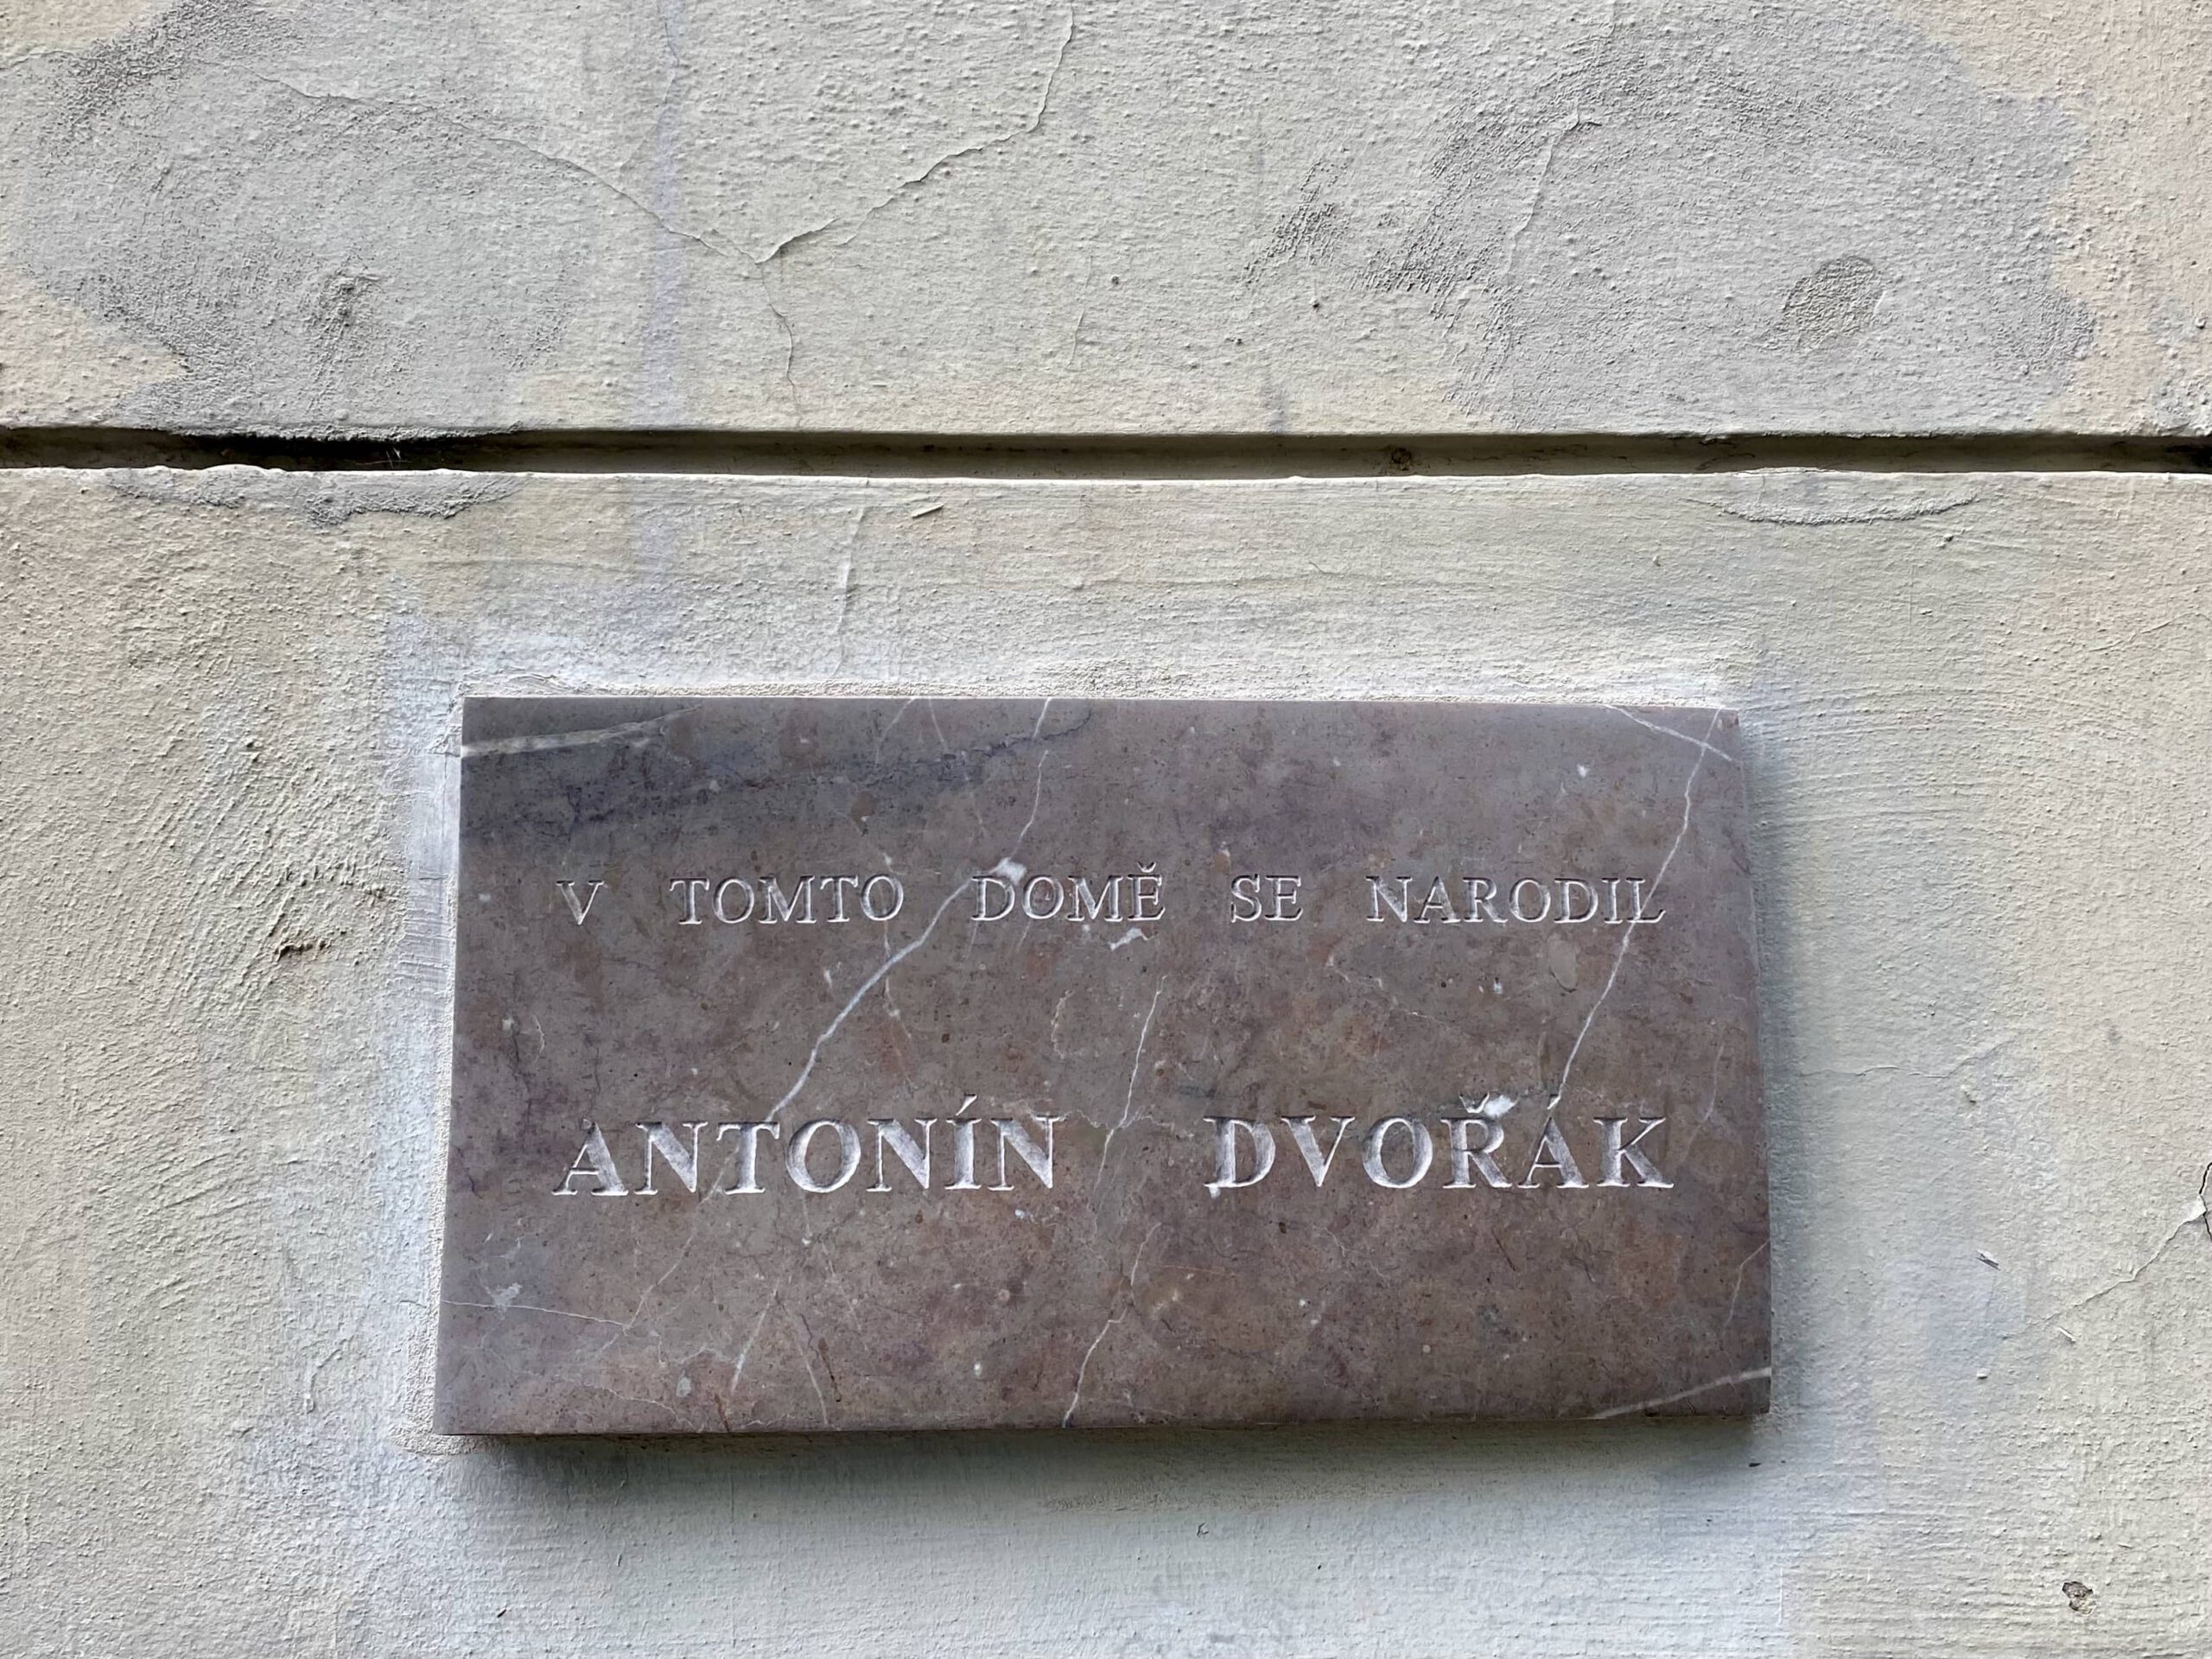 V TOMTO DOMĚ SE NARODIL
ANTONÍN DVOŘÁK